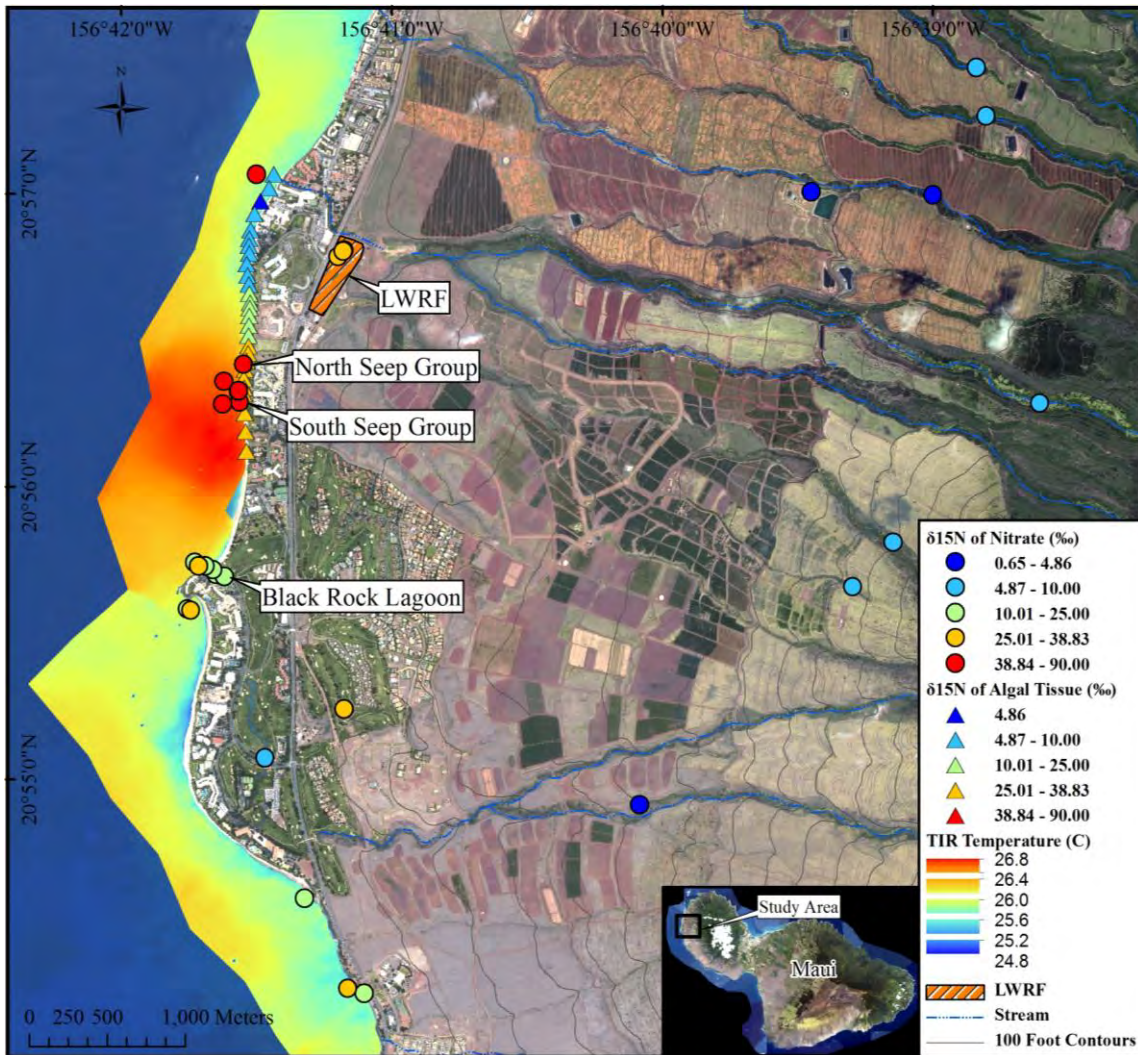 156°42'0"W
156°41'0"W
156°40'0"W
156°39'0"W
N
20°57'0"N
20°56'0"N
20°55'0"N
LWRF
North Seep Group
South Seep Group
Black Rock Lagoon
0 250 500 1,000 Meters
Study Area
Maui
δ15N of Nitrate (‰)
0.65 - 4.86
4.87 - 10.00
10.01 - 25.00
25.01 - 38.83
38.84 - 90.00
δ15N of Algal Tissue (‰)
4.86
4.87 - 10.00
10.01 - 25.00
25.01 - 38.83
38.84 - 90.00
TIR Temperature (C)
26.8
26.4
26.0
25.6
25.2
24.8
LWRF
Stream
100 Foot Contours